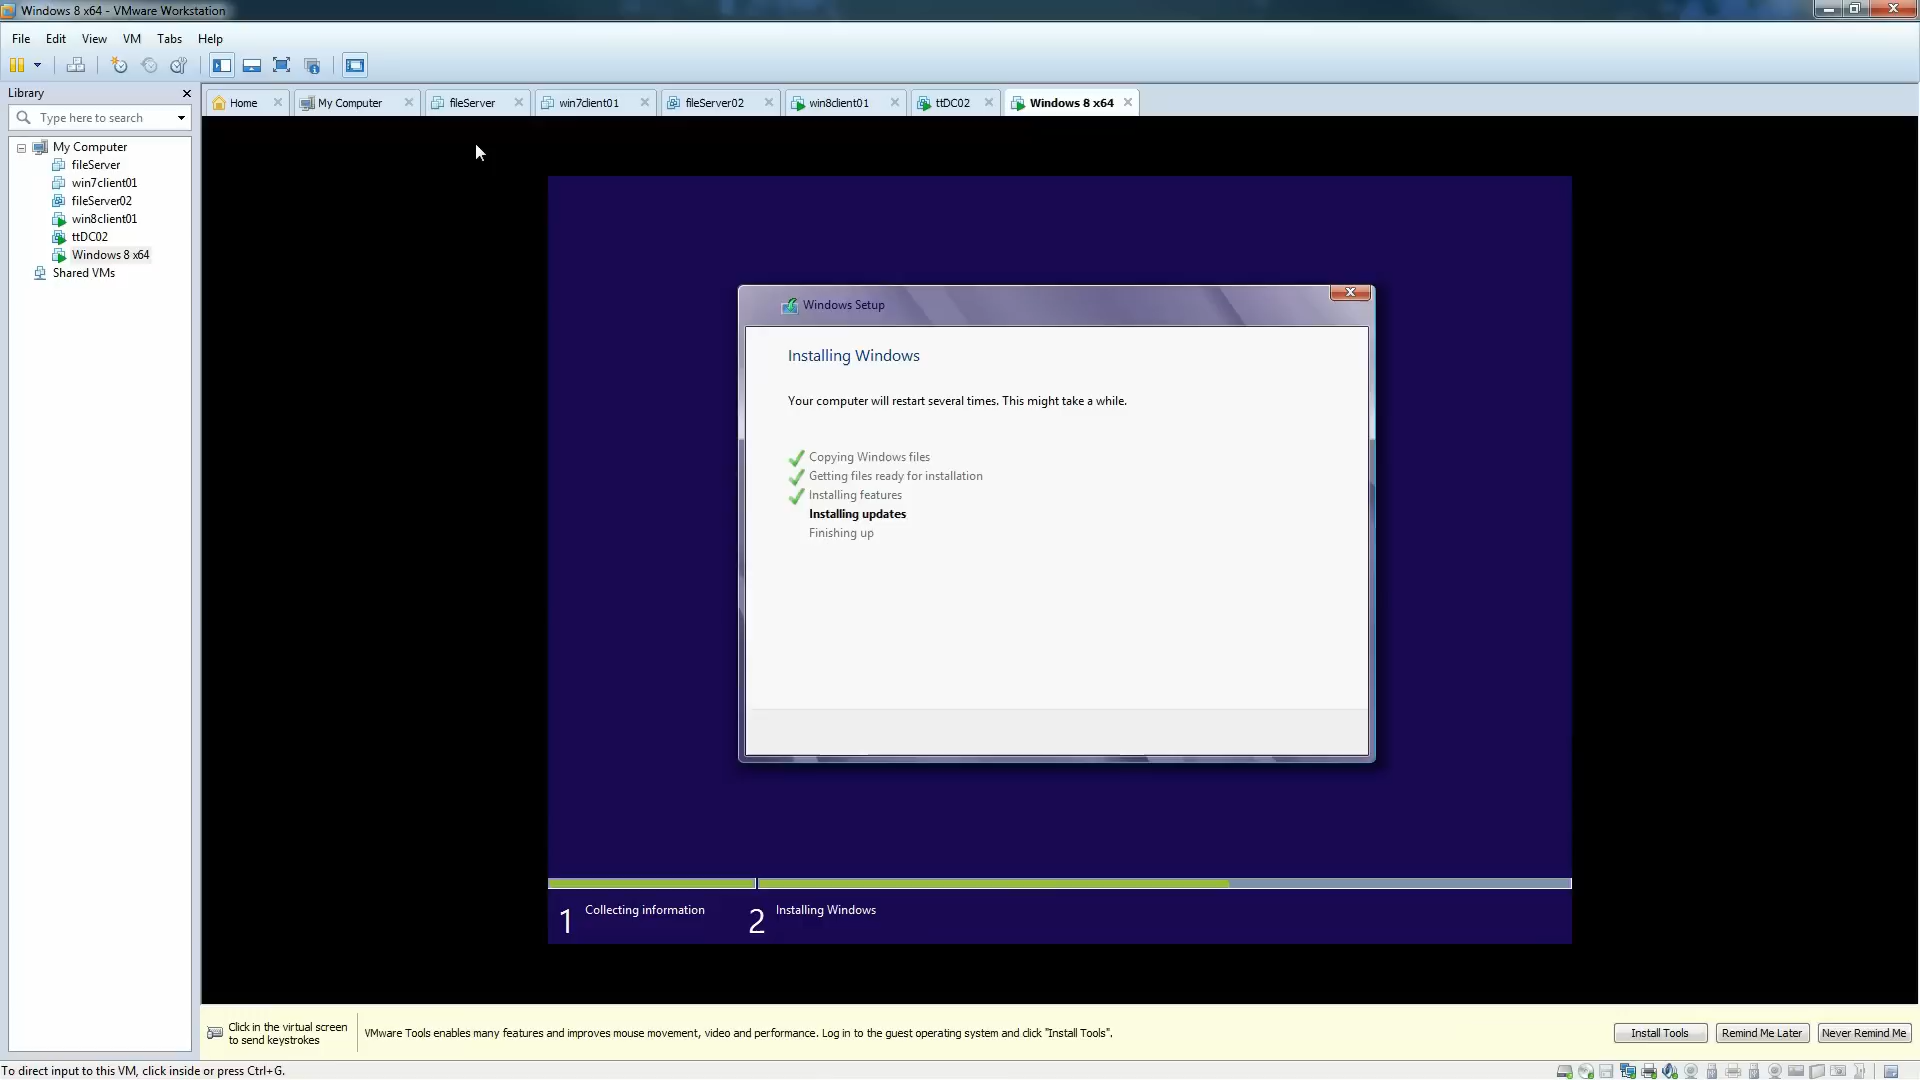 Windows 8 x64 - VMware Workstation
File Edit View VM Tabs Help
Library
Home My Computer fileServer win7client01 fileServer02 win8client01 ttDC02 Windows 8 x64
Type here to search
My Computer
fileServer
win7client01
fileServer02
win8client01
ttDC02
Windows 8 x64
Shared VMs
Windows Setup
Installing Windows
Your computer will restart several times. This might take a while.
Copying Windows files
Getting files ready for installation
Installing features
Installing updates
Finishing up
1 Collecting information 2 Installing Windows
Click in the virtual screen
to send keystrokes
VMware Tools enables many features and improves mouse movement, video and performance. Log in to the guest operating system and click "Install Tools".
Install Tools Remind Me Later Never Remind Me
To direct input to this VM, click inside or press Ctrl+G.